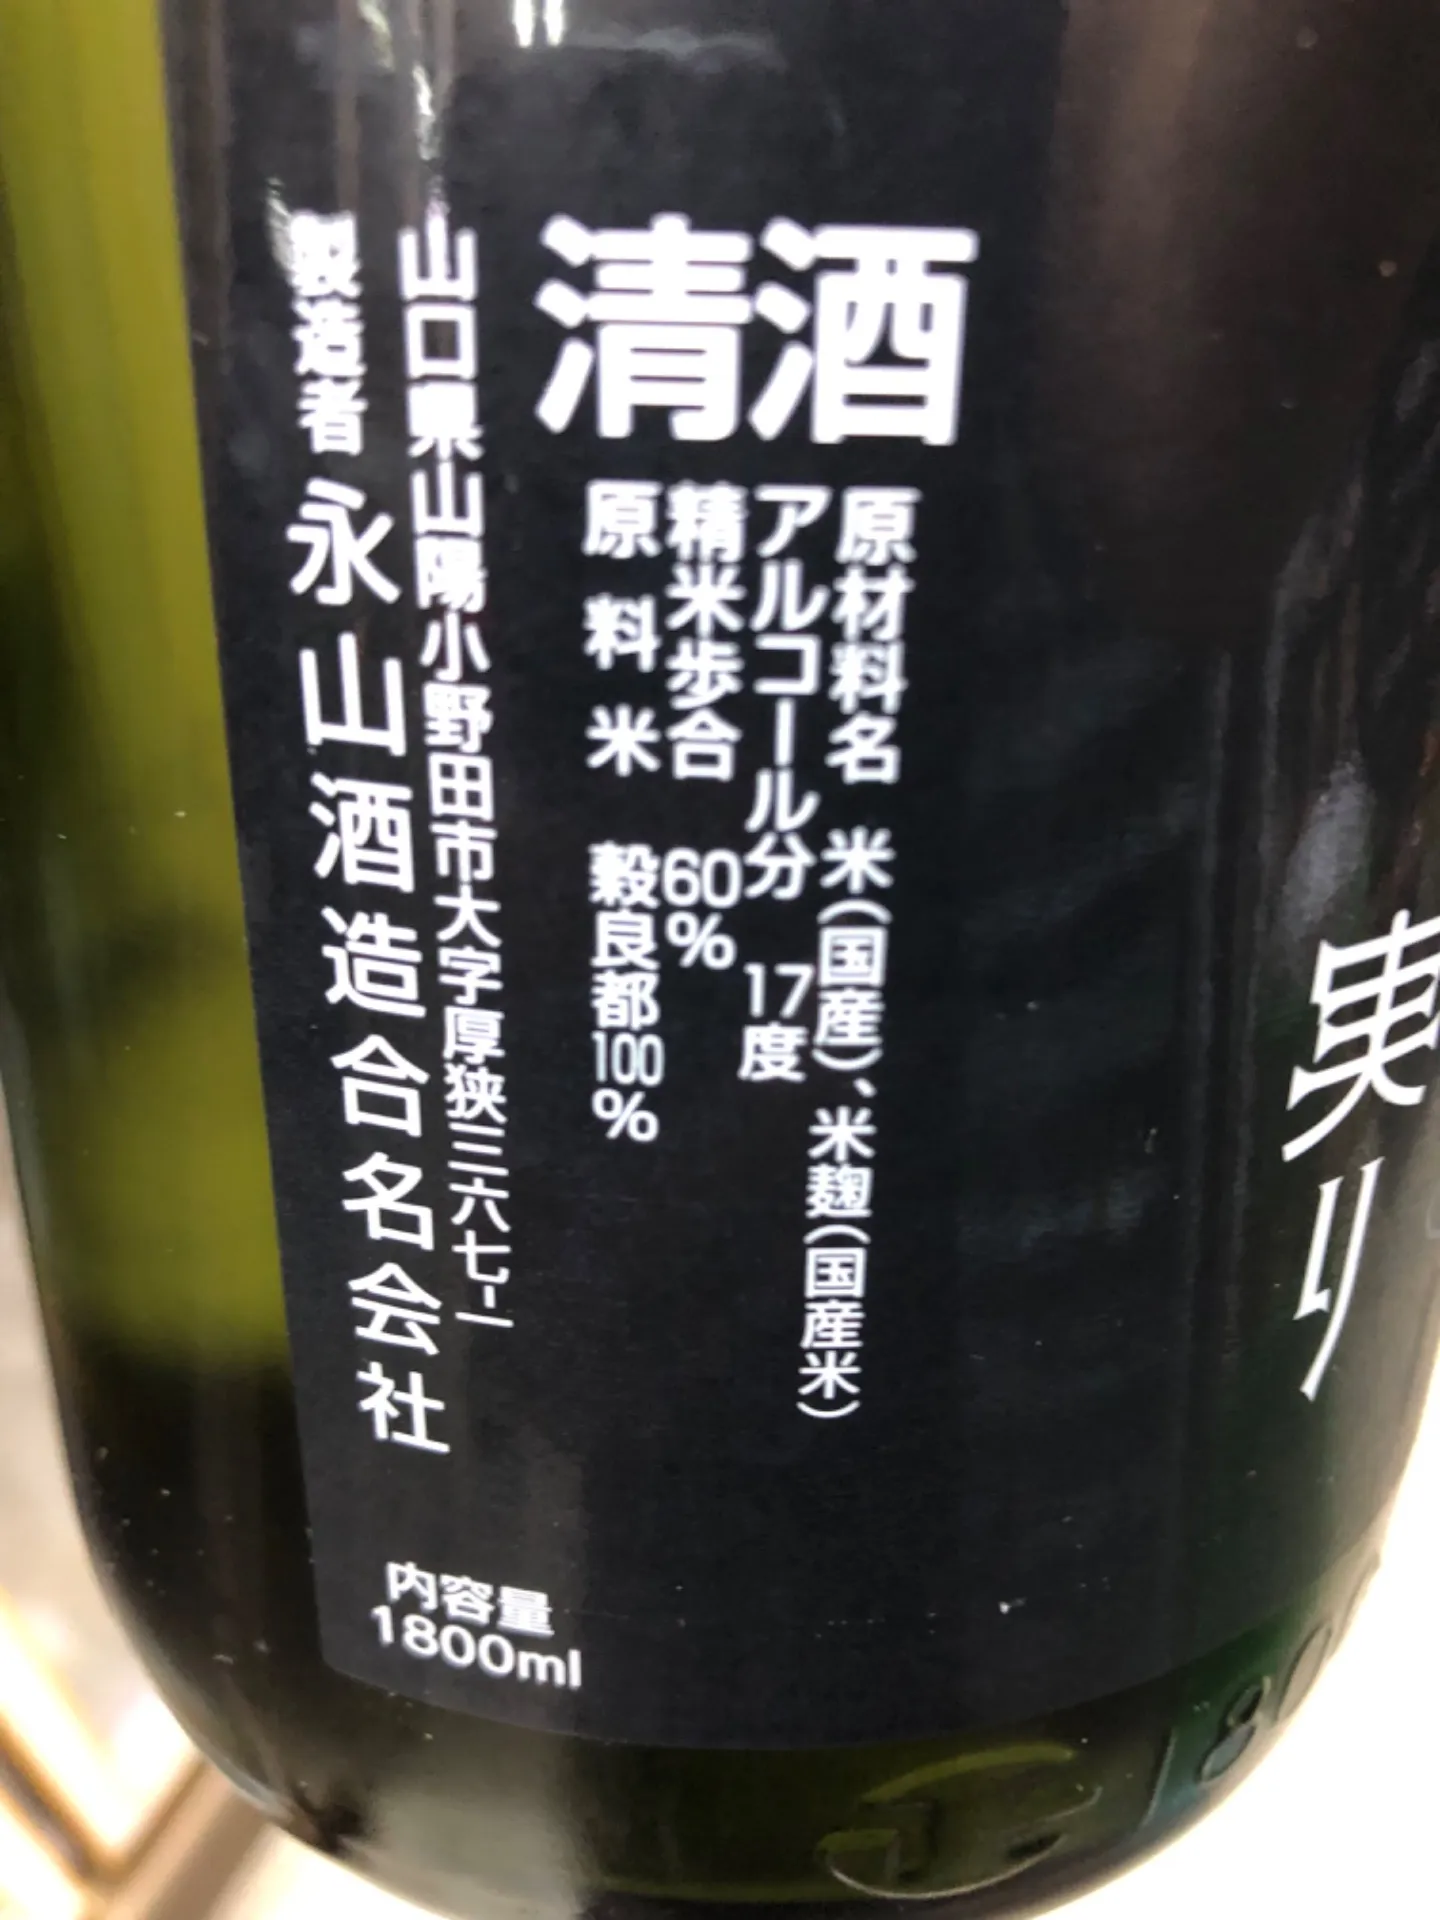 清酒
原材料名 米(国産)、米麹(国産米)
アルコール分 17度
精米歩合 60%
原料米 穀良都100%
山口県山陽小野田市大字厚狭三六七-一
製造者 永山酒造合名会社
内容量
1800ml